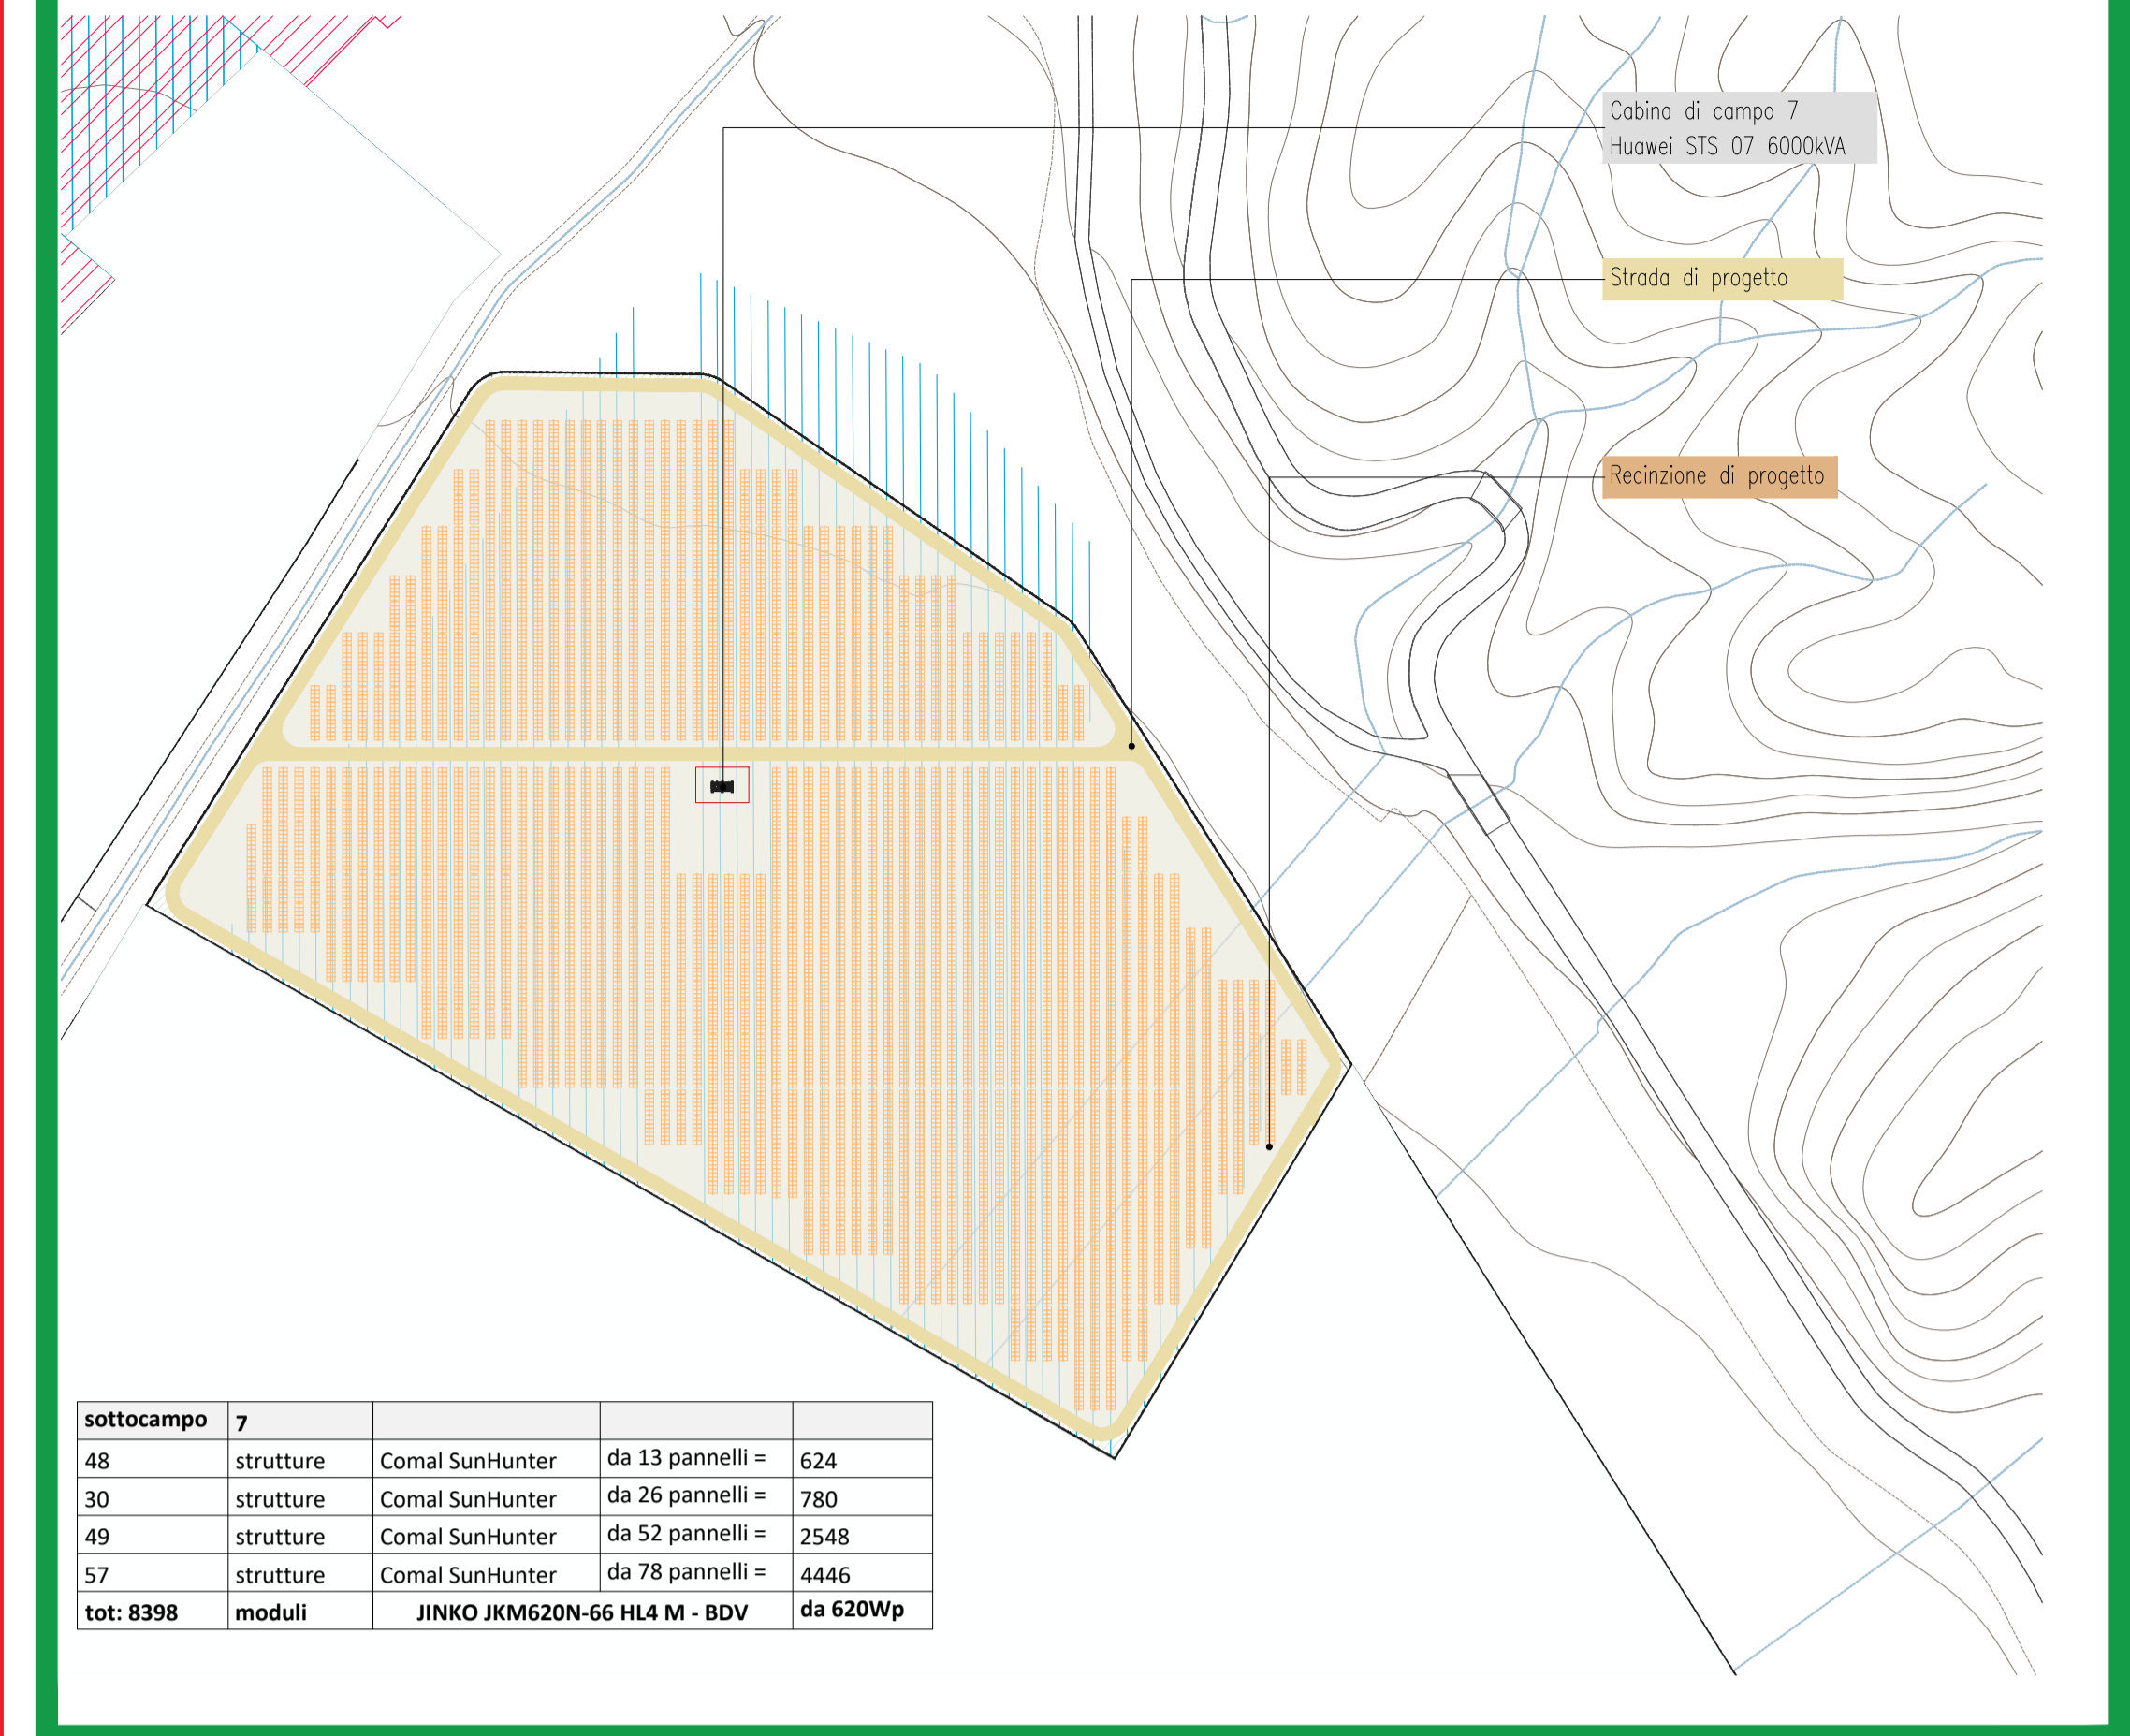 Cabina di campo 7
Huawei STS 07 6000kVA
Strada di progetto
Recinzione di progetto
sottocampo 7
48 strutture Comal SunHunter da 13 pannelli = 624
30 strutture Comal SunHunter da 26 pannelli = 780
49 strutture Comal SunHunter da 52 pannelli = 2548
57 strutture Comal SunHunter da 78 pannelli = 4446
tot: 8398 moduli JINKO JKM620N-66 HL4 M - BDV da 620Wp